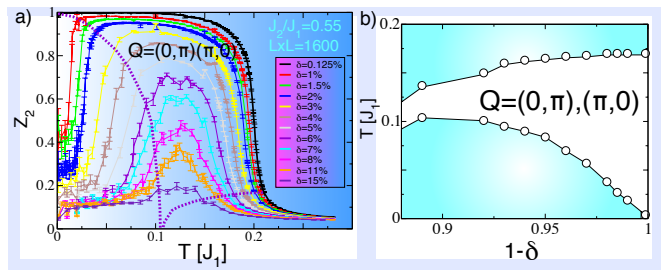 a)
Z₂
1
0.8
0.6
0.4
0.2
0
0
0.1
0.2
T [J₁]
J₂/J₁=0.55
LxL=1600
Q=(0,π)(π,0)
δ=0.125%
δ=1%
δ=1.5%
δ=2%
δ=3%
δ=4%
δ=5%
δ=6%
δ=7%
δ=8%
δ=11%
δ=15%
b)
T [J₁]
0.2
0.1
0
0.9
0.95
1
1-δ
Q=(0,π),(π,0)